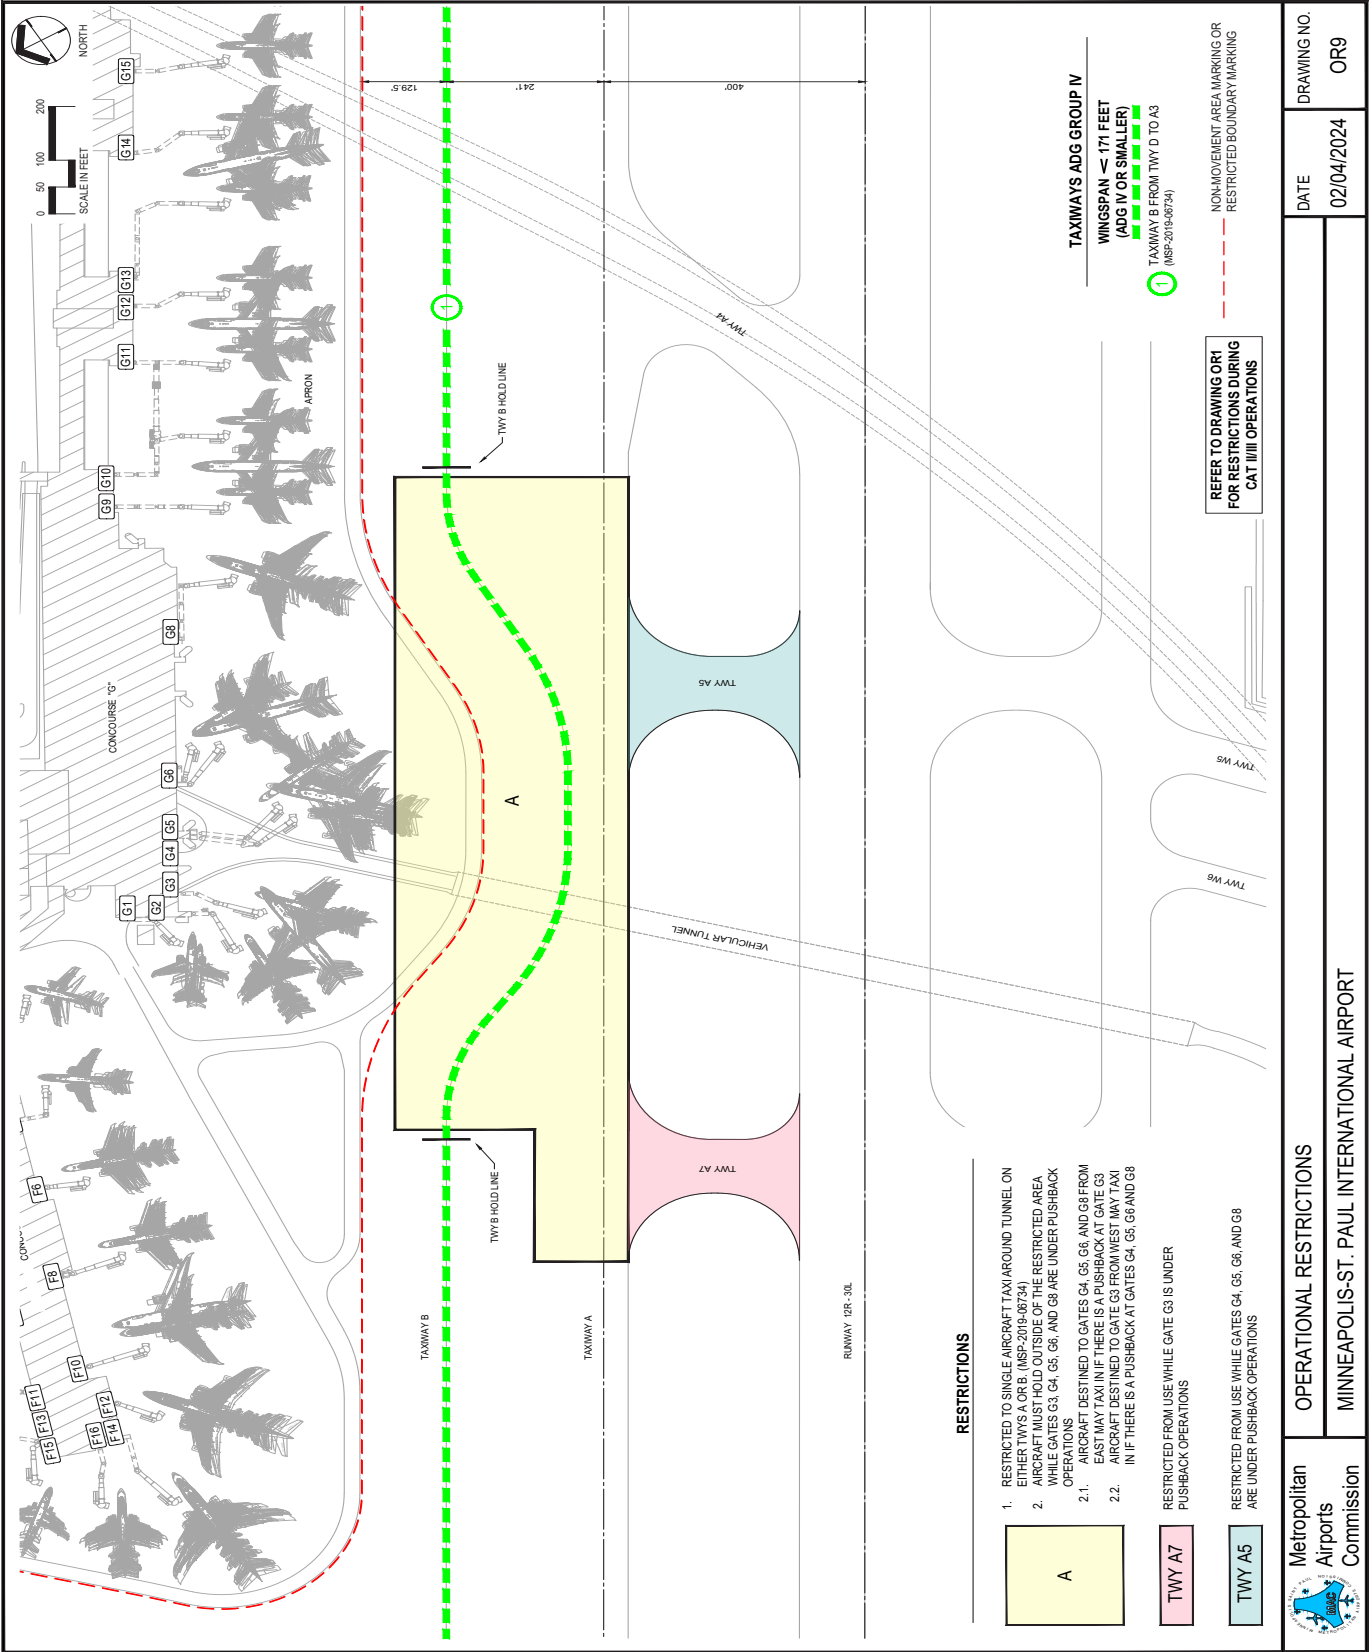 NORTH
0 50 100 200
SCALE IN FEET
G15
G14
G13
G12
G11
G10
G9
G8
G6
G5
G4
G3
G2
G1
CONCOURSE "G"
APRON
F6
F8
F10
F11
F13
F15
F12
F14
F16
129.5'
241'
400'
1
TWY B HOLD LINE
TWY B HOLD LINE
A
TWY A4
TWY A5
TWY A7
TWY W5
TWY W6
VEHICULAR TUNNEL
TAXIWAY B
TAXIWAY A
RUNWAY 12R - 30L
TAXIWAYS ADG GROUP IV
WINGSPAN < 171 FEET
(ADG IV OR SMALLER)
1 TAXIWAY B FROM TWY D TO A3
(MSP-2019-06734)
NON-MOVEMENT AREA MARKING OR
RESTRICTED BOUNDARY MARKING
REFER TO DRAWING OR1
FOR RESTRICTIONS DURING
CAT II/III OPERATIONS
RESTRICTIONS
A
1. RESTRICTED TO SINGLE AIRCRAFT TAXI AROUND TUNNEL ON
EITHER TWYS A OR B. (MSP-2019-06734)
2. AIRCRAFT MUST HOLD OUTSIDE OF THE RESTRICTED AREA
WHILE GATES G3, G4, G5, G6, AND G8 ARE UNDER PUSHBACK
OPERATIONS
2.1. AIRCRAFT DESTINED TO GATES G4, G5, G6, AND G8 FROM
EAST MAY TAXI IN IF THERE IS A PUSHBACK AT GATE G3
2.2. AIRCRAFT DESTINED TO GATE G3 FROM WEST MAY TAXI
IN IF THERE IS A PUSHBACK AT GATES G4, G5, G6 AND G8
TWY A7
RESTRICTED FROM USE WHILE GATE G3 IS UNDER
PUSHBACK OPERATIONS
TWY A5
RESTRICTED FROM USE WHILE GATES G4, G5, G6, AND G8
ARE UNDER PUSHBACK OPERATIONS
MAC
Metropolitan
Airports
Commission
OPERATIONAL RESTRICTIONS
MINNEAPOLIS-ST. PAUL INTERNATIONAL AIRPORT
DATE
02/04/2024
DRAWING NO.
OR9